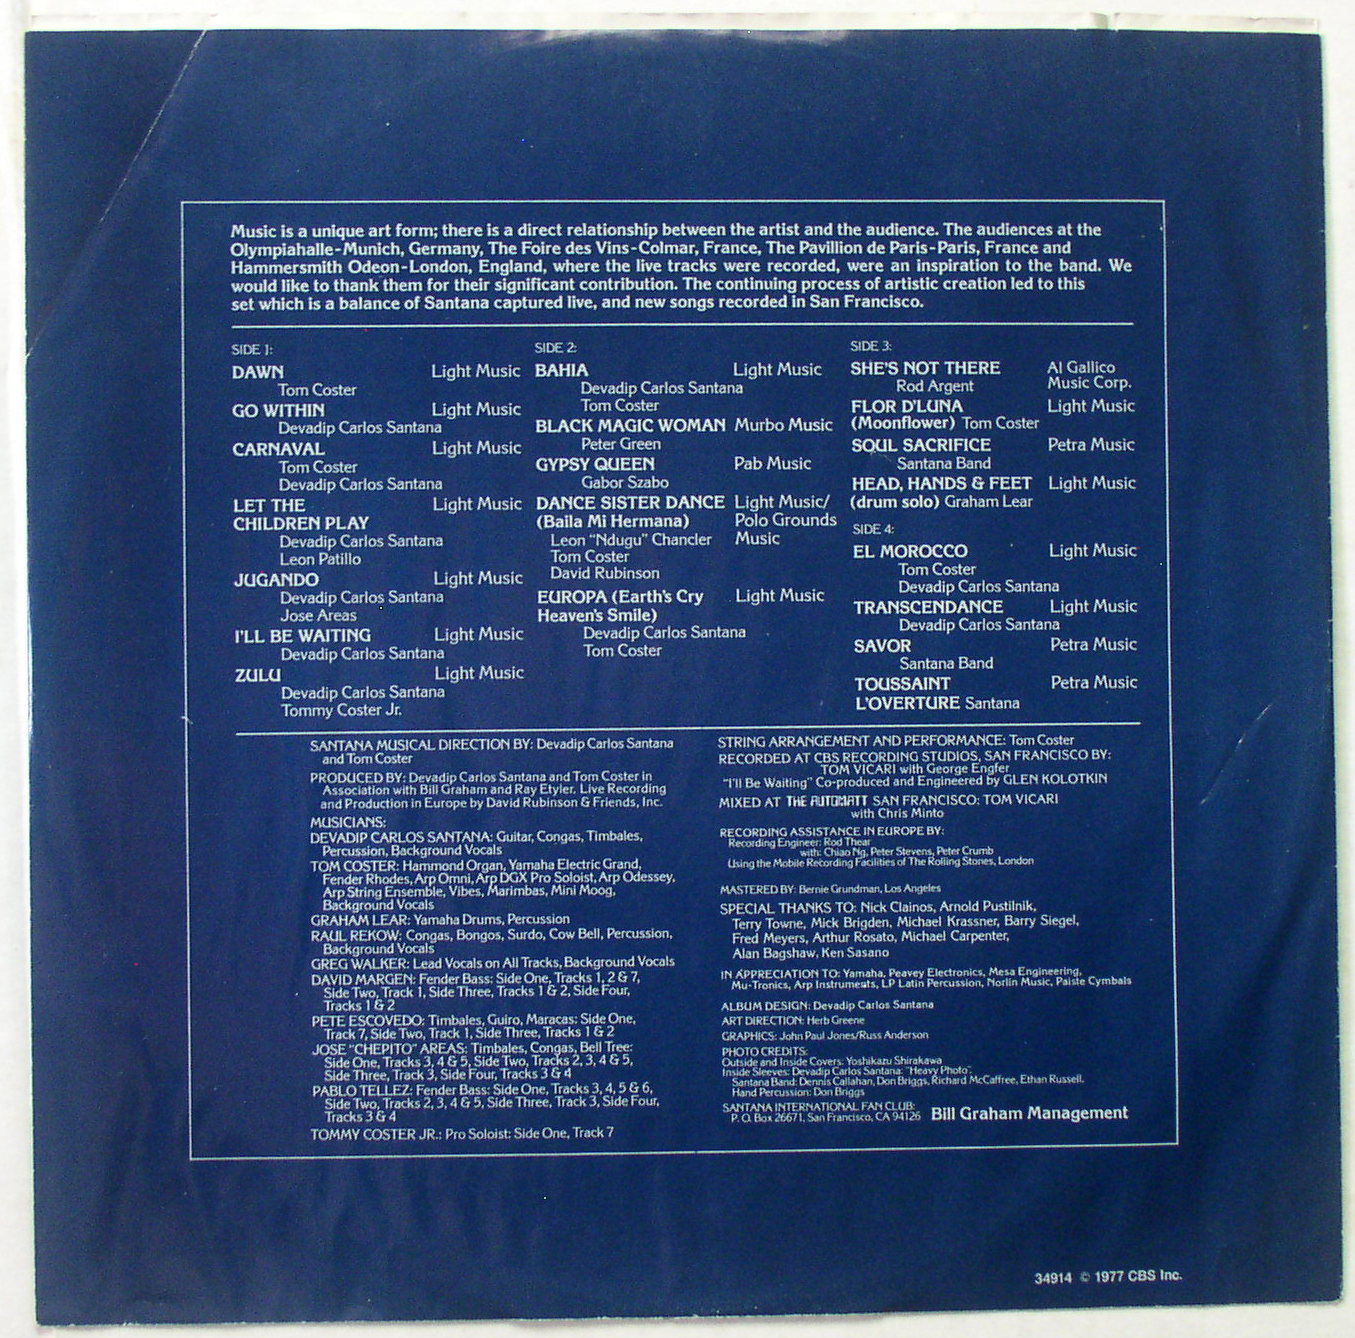 Music is a unique art form; there is a direct relationship between the artist and the audience. The audiences at the
Olympiahalle-Munich, Germany, The Foire des Vins-Colmar, France, The Pavillion de Paris-Paris, France and
Hammersmith Odeon-London, England, where the live tracks were recorded, were an inspiration to the band. We
would like to thank them for their significant contribution. The continuing process of artistic creation led to this
set which is a balance of Santana captured live, and new songs recorded in San Francisco.
SIDE 1:
DAWN Light Music
Tom Coster
GO WITHIN Light Music
Devadip Carlos Santana
CARNAVAL Light Music
Tom Coster
Devadip Carlos Santana
LET THE Light Music
CHILDREN PLAY
Devadip Carlos Santana
Leon Patillo
JUGANDO Light Music
Devadip Carlos Santana
Jose Areas
I'LL BE WAITING Light Music
Devadip Carlos Santana
ZULU Light Music
Devadip Carlos Santana
Tommy Coster Jr.
SIDE 2:
BAHIA Light Music
Devadip Carlos Santana
Tom Coster
BLACK MAGIC WOMAN Murbo Music
Peter Green
GYPSY QUEEN Pab Music
Gabor Szabo
DANCE SISTER DANCE Light Music/
(Baila Mi Hermana) Polo Grounds
Leon "Ndugu" Chancler Music
Tom Coster
David Rubinson
EUROPA (Earth's Cry Light Music
Heaven's Smile)
Devadip Carlos Santana
Tom Coster
SIDE 3:
SHE'S NOT THERE Al Gallico
Rod Argent Music Corp.
FLOR D'LUNA Light Music
(Moonflower) Tom Coster
SOUL SACRIFICE Petra Music
Santana Band
HEAD, HANDS & FEET Light Music
(drum solo) Graham Lear
SIDE 4:
EL MOROCCO Light Music
Tom Coster
Devadip Carlos Santana
TRANSCENDANCE Light Music
Devadip Carlos Santana
SAVOR Petra Music
Santana Band
TOUSSAINT Petra Music
L'OVERTURE Santana
SANTANA MUSICAL DIRECTION BY: Devadip Carlos Santana
and Tom Coster
PRODUCED BY: Devadip Carlos Santana and Tom Coster in
Association with Bill Graham and Ray Etyler. Live Recording
and Production in Europe by David Rubinson & Friends, Inc.
MUSICIANS:
DEVADIP CARLOS SANTANA: Guitar, Congas, Timbales,
Percussion, Background Vocals
TOM COSTER: Hammond Organ, Yamaha Electric Grand,
Fender Rhodes, Arp Omni, Arp DGX Pro Soloist, Arp Odessey,
Arp String Ensemble, Vibes, Marimbas, Mini Moog,
Background Vocals
GRAHAM LEAR: Yamaha Drums, Percussion
RAUL REKOW: Congas, Bongos, Surdo, Cow Bell, Percussion,
Background Vocals
GREG WALKER: Lead Vocals on All Tracks, Background Vocals
DAVID MARGEN: Fender Bass: Side One, Tracks 1, 2 & 7,
Side Two, Track 1, Side Three, Tracks 1 & 2, Side Four,
Tracks 1 & 2
PETE ESCOVEDO: Timbales, Guiro, Maracas: Side One,
Track 7, Side Two, Track 1, Side Three, Tracks 1 & 2
JOSE "CHEPITO" AREAS: Timbales, Congas, Bell Tree:
Side One, Tracks 3, 4 & 5, Side Two, Tracks 2, 3, 4 & 5,
Side Three, Track 3, Side Four, Tracks 3 & 4
PABLO TELLEZ: Fender Bass: Side One, Tracks 3, 4, 5 & 6,
Side Two, Tracks 2, 3, 4 & 5, Side Three, Track 3, Side Four,
Tracks 3 & 4
TOMMY COSTER JR.: Pro Soloist: Side One, Track 7
STRING ARRANGEMENT AND PERFORMANCE: Tom Coster
RECORDED AT CBS RECORDING STUDIOS, SAN FRANCISCO BY:
TOM VICARI with George Engfer
"I'll Be Waiting" Co-produced and Engineered by GLEN KOLOTKIN
MIXED AT THE AUTOMATT SAN FRANCISCO: TOM VICARI
with Chris Minto
RECORDING ASSISTANCE IN EUROPE BY:
Recording Engineer: Rod Thear
with: Chiao Ng, Peter Stevens, Peter Crumb
Using the Mobile Recording Facilities of The Rolling Stones, London
MASTERED BY: Bernie Grundman, Los Angeles
SPECIAL THANKS TO: Nick Clainos, Arnold Pustilnik,
Terry Towne, Mick Brigden, Michael Krassner, Barry Siegel,
Fred Meyers, Arthur Rosato, Michael Carpenter,
Alan Bagshaw, Ken Sasano
IN APPRECIATION TO: Yamaha, Peavey Electronics, Mesa Engineering,
Mu-Tronics, Arp Instruments, LP Latin Percussion, Norlin Music, Paiste Cymbals
ALBUM DESIGN: Devadip Carlos Santana
ART DIRECTION: Herb Greene
GRAPHICS: John Paul Jones/Russ Anderson
PHOTO CREDITS:
Outside and Inside Covers: Yoshikazu Shirakawa
Inside Sleeves: Devadip Carlos Santana: "Heavy Photo".
Santana Band: Dennis Callahan, Don Briggs, Richard McCaffree, Ethan Russell.
Hand Percussion: Don Briggs
SANTANA INTERNATIONAL FAN CLUB:
P. O. Box 26671, San Francisco, CA 94126 Bill Graham Management
34914 © 1977 CBS Inc.